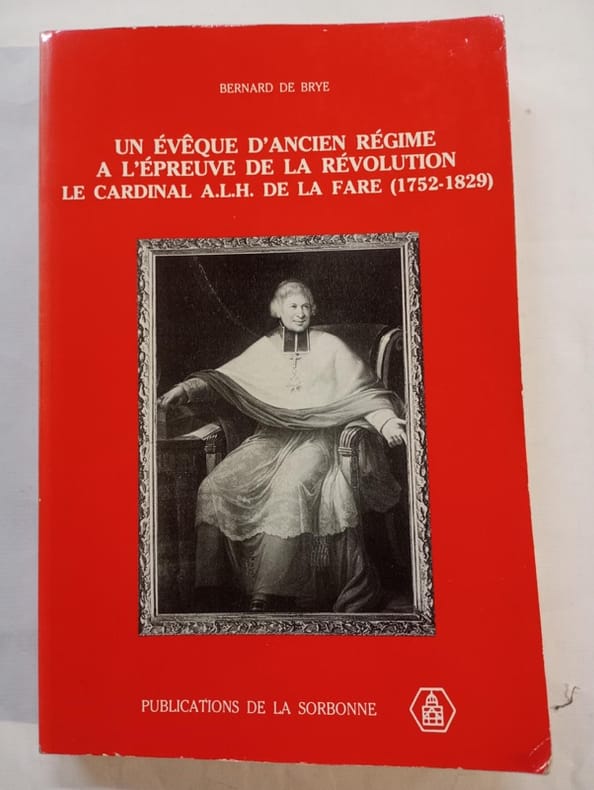 BERNARD DE BRYE
UN ÉVÊQUE D'ANCIEN RÉGIME
A L'ÉPREUVE DE LA RÉVOLUTION
LE CARDINAL A.L.H. DE LA FARE (1752-1829)
PUBLICATIONS DE LA SORBONNE